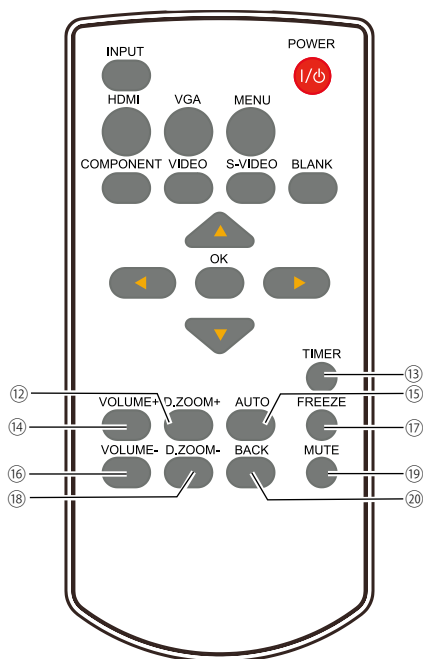 POWER
INPUT
I/⏻
HDMI VGA MENU
COMPONENT VIDEO S-VIDEO BLANK
OK
TIMER
⑬
⑫
⑮
VOLUME+ D.ZOOM+ AUTO FREEZE
⑭
⑰
VOLUME- D.ZOOM- BACK MUTE
⑯
⑲
⑱
⑳